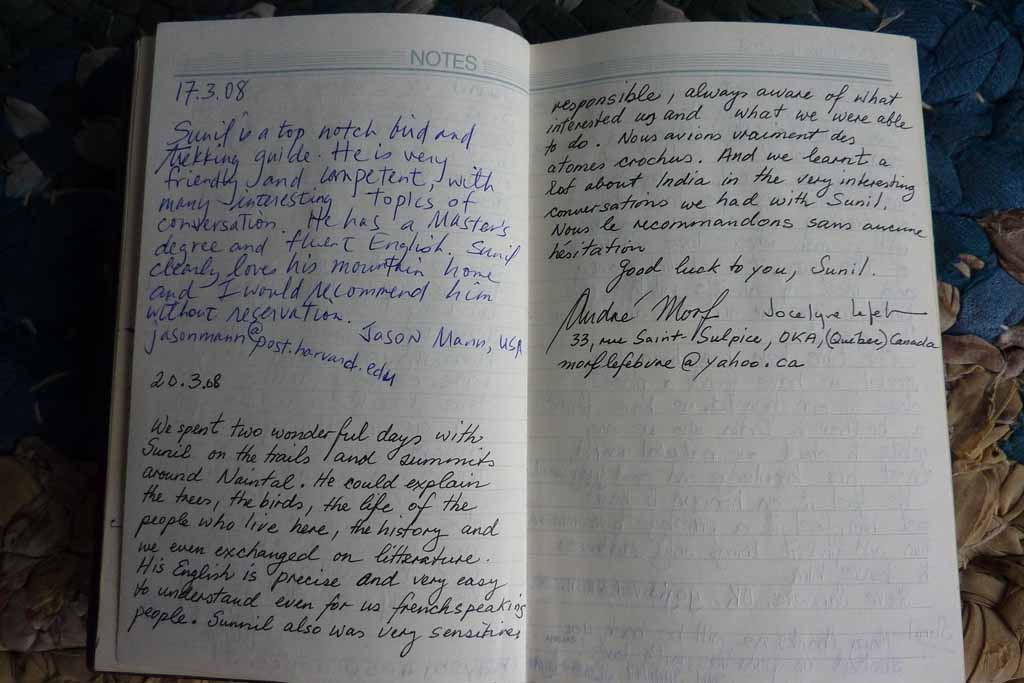 NOTES
17.3.08
Sunil is a top notch bird and
trekking guide. He is very
friendly and competent, with
many interesting topics of
conversation. He has a Master's
degree and fluent English. Sunil
clearly loves his mountain home
and I would recommend him
without reservation.
Jason Mann, USA
jasonmann@post.harvard.edu
20.3.08
We spent two wonderful days with
Sunil on the trails and summits
around Naintal. He could explain
the trees, the birds, the life of the
people who live here, the history and
we even exchanged on litterature.
His English is precise and very easy
to understand even for us frenchspeaking
people. Sunnil also was very sensitive,
responsible, always aware of what
interested us and what we were able
to do. Nous avions vraiment des
atomes crochus. And we learnt a
lot about India in the very interesting
conversations we had with Sunil.
Nous le recommandons sans aucune
hésitation
Good luck to you, Sunil.
André Morf Jocelyne Lefeb
33, rue Saint-Sulpice, OKA, (Québec) Canada
morflefebvre@yahoo.ca